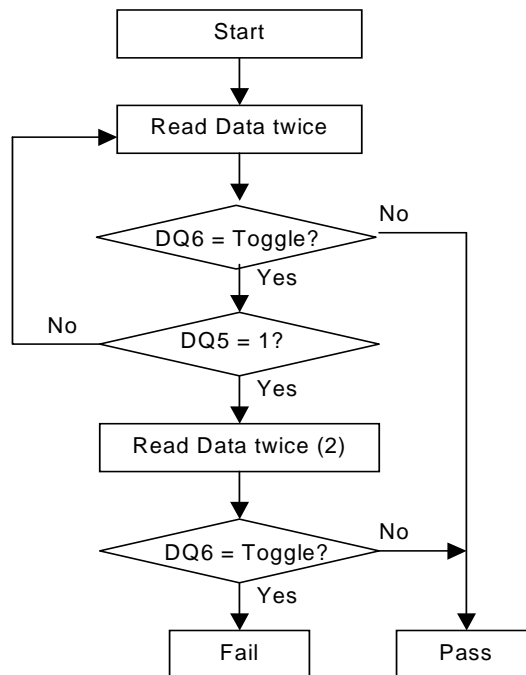 Start
Read Data twice
No
DQ6 = Toggle?
Yes
No
DQ5 = 1?
Yes
Read Data twice (2)
No
DQ6 = Toggle?
Yes
Fail
Pass